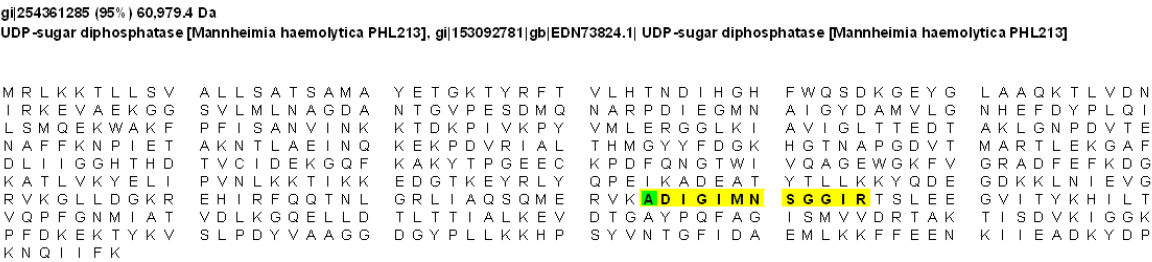 gi|254361285 (95%) 60,979.4 Da
UDP-sugar diphosphatase [Mannheimia haemolytica PHL213], gi|153092781|gb|EDN73824.1| UDP-sugar diphosphatase [Mannheimia haemolytica PHL213]
MRLKKTLLSV ALLSATSAMA YETGKTYRFT VLHTNDIHGH FWQSDKGEYG LAAQKTLVDN
IRKEVAEKGG SVLMLNAGDA NTGVPESDMQ NARPDIEGMN AIGYDAMVLG NHEFDYPLQI
LSMQEKWAKF PFISANVINK KTDKPIVKPY VMLERGGLKI AVIGLTTEDT AKLGNPDVTE
NAFFKNPIET AKNTLAEINQ KEKPDVRIAL THMGYYFDGK HGTNAPGDVT MARTLEKGAF
DLIIGGHTHD TVCIDEKGQF KAKYTPGEEC KPDFQNGTWI VQAGEWGKFV GRADFEFKDG
KATLVKYELI PVNLKKTIKK EDGTKEYRLY QPEIKADEAT YTLLKKYQDE GDKKLNIEVG
RVKGLLDGKR EHIRFQQTNL GRLIAQSQME RVKADIGIMN SGGIRTSLEE GVITYKHILT
VQPFGNMIAT VDLKGQELLD TLTTIALKEV DTGAYPQFAG ISMVVDRTAK TISDVKIGGK
PFDKEKTYKV SLPDYVAAGG DGYPLLKKHP SYVNTGFIDA EMLKKFFEEN KIIEADKYDP
KNQIIFK